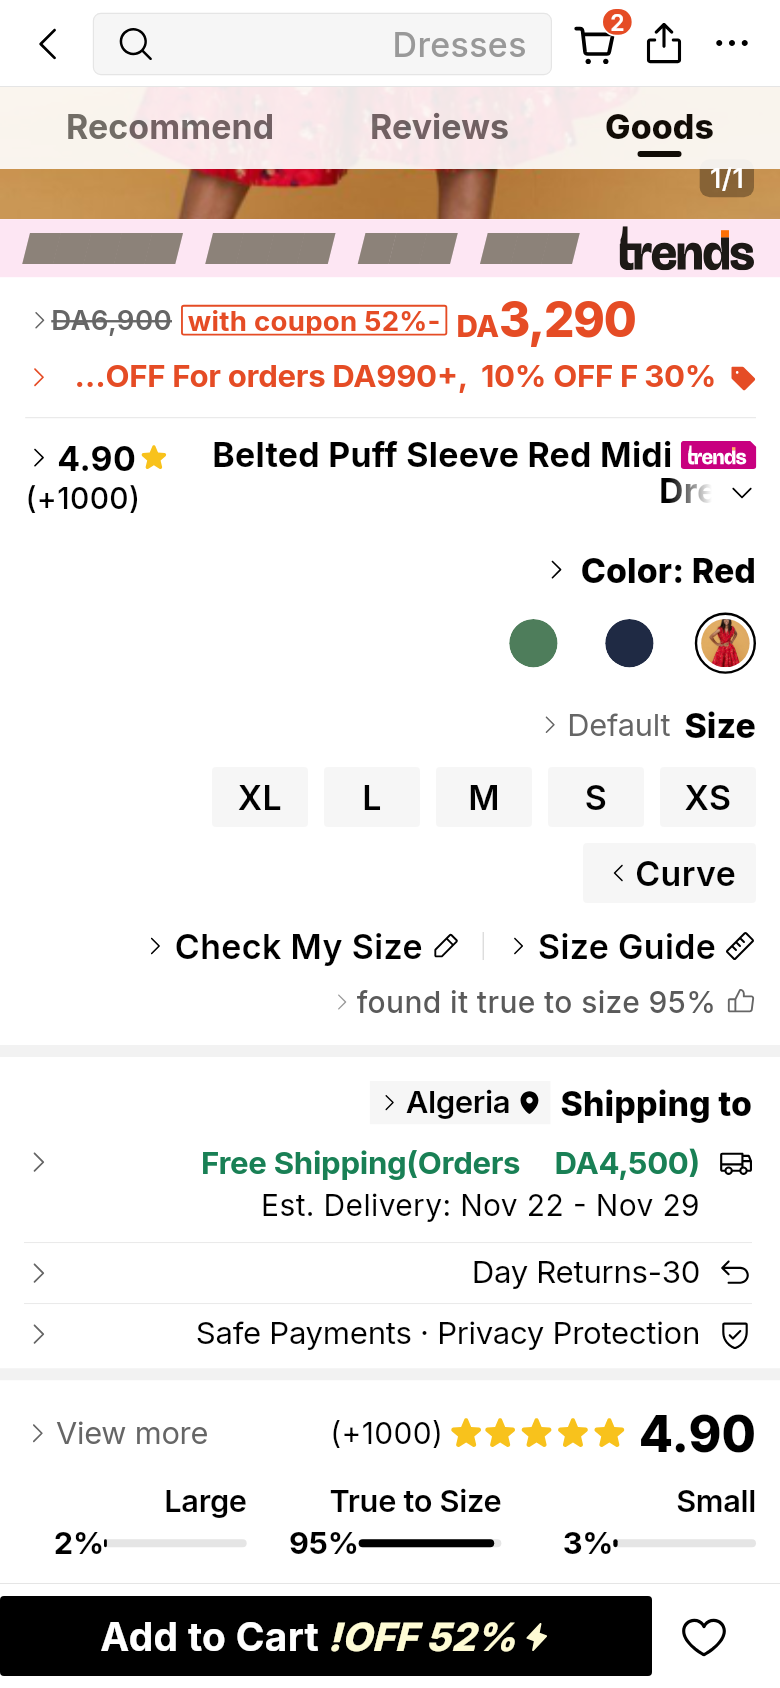 Dresses
2
Recommend Reviews Goods
1/1
trends
DA6,900 with coupon 52%- DA3,290
...OFF For orders DA990+, 10% OFF F 30%
4.90 Belted Puff Sleeve Red Midi trends
(+1000)
Color: Red
Default Size
XL L M S XS
Curve
Check My Size Size Guide
found it true to size 95%
Algeria Shipping to
Free Shipping(Orders DA4,500)
Est. Delivery: Nov 22 - Nov 29
Day Returns-30
Safe Payments · Privacy Protection
View more (+1000) 4.90
Large True to Size Small
2% 95% 3%
Add to Cart !OFF 52%